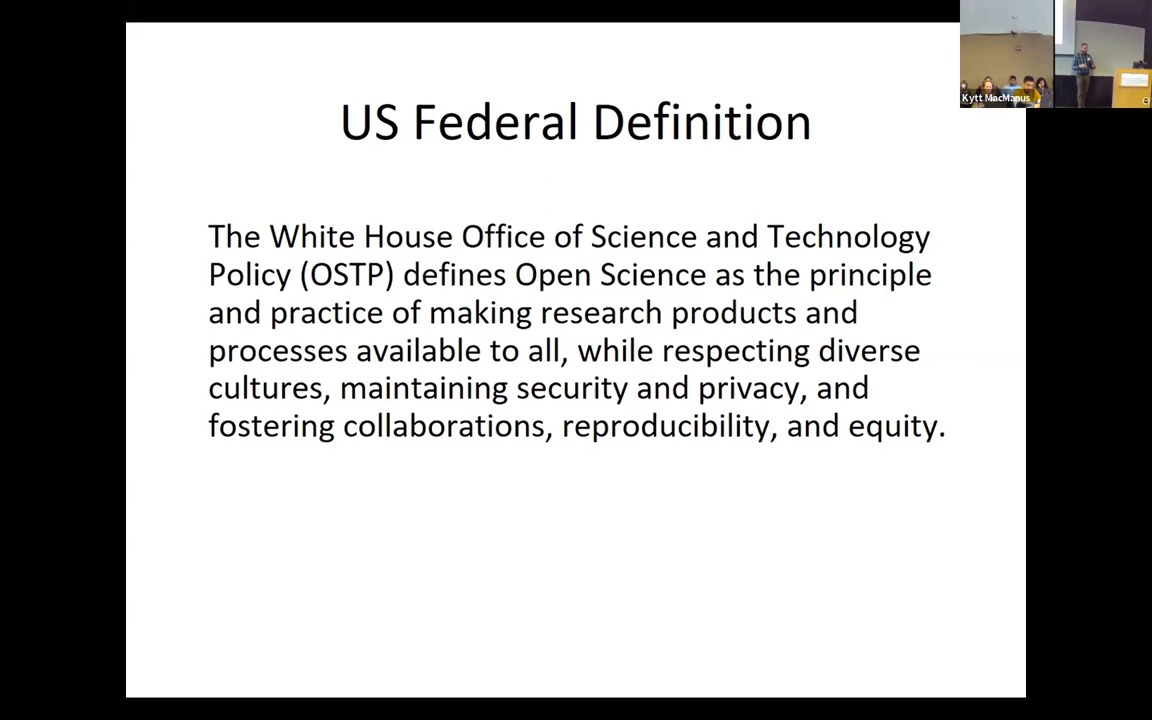 US Federal Definition
The White House Office of Science and Technology
Policy (OSTP) defines Open Science as the principle
and practice of making research products and
processes available to all, while respecting diverse
cultures, maintaining security and privacy, and
fostering collaborations, reproducibility, and equity.
Kytt MacManus